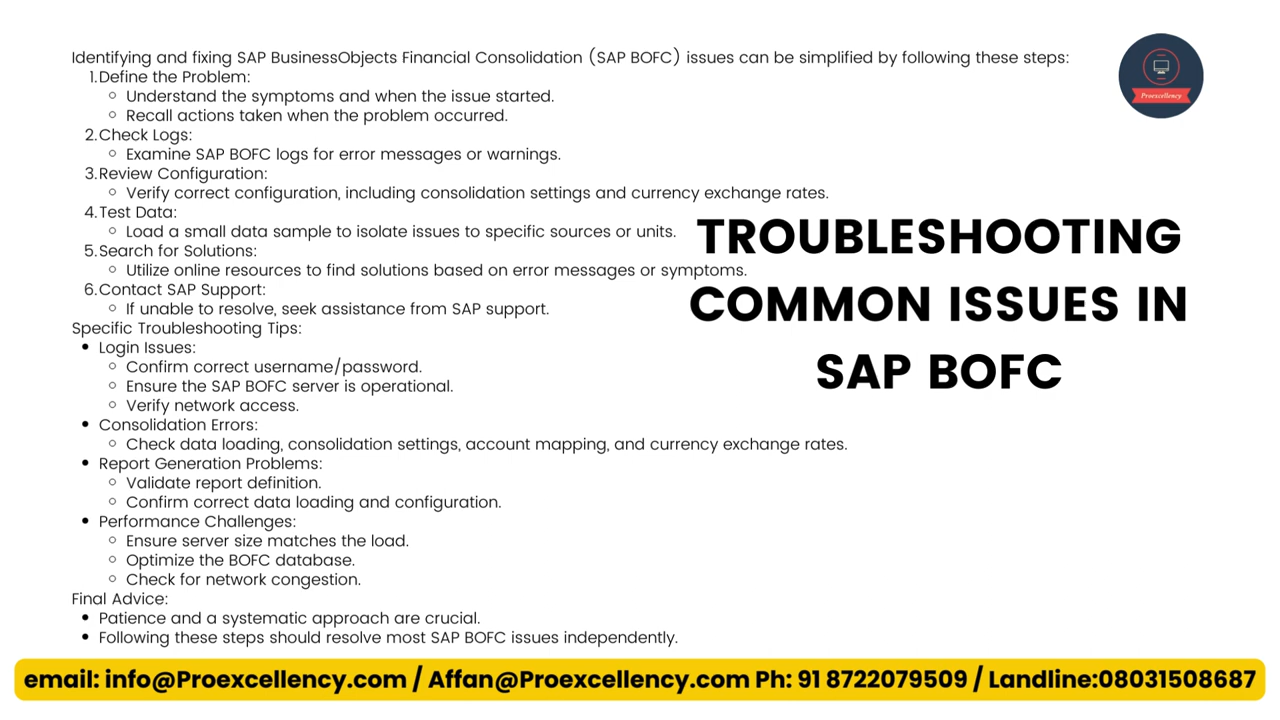 Identifying and fixing SAP BusinessObjects Financial Consolidation (SAP BOFC) issues can be simplified by following these steps:
1.Define the Problem:
Understand the symptoms and when the issue started.
Recall actions taken when the problem occurred.
2.Check Logs:
Examine SAP BOFC logs for error messages or warnings.
3.Review Configuration:
Verify correct configuration, including consolidation settings and currency exchange rates.
4.Test Data:
Load a small data sample to isolate issues to specific sources or units.
5.Search for Solutions:
Utilize online resources to find solutions based on error messages or symptoms.
6.Contact SAP Support:
If unable to resolve, seek assistance from SAP support.
Specific Troubleshooting Tips:
Login Issues:
Confirm correct username/password.
Ensure the SAP BOFC server is operational.
Verify network access.
Consolidation Errors:
Check data loading, consolidation settings, account mapping, and currency exchange rates.
Report Generation Problems:
Validate report definition.
Confirm correct data loading and configuration.
Performance Challenges:
Ensure server size matches the load.
Optimize the BOFC database.
Check for network congestion.
Final Advice:
Patience and a systematic approach are crucial.
Following these steps should resolve most SAP BOFC issues independently.
Proexcellency
TROUBLESHOOTING
COMMON ISSUES IN
SAP BOFC
email: info@Proexcellency.com / Affan@Proexcellency.com Ph: 91 8722079509 / Landline:08031508687